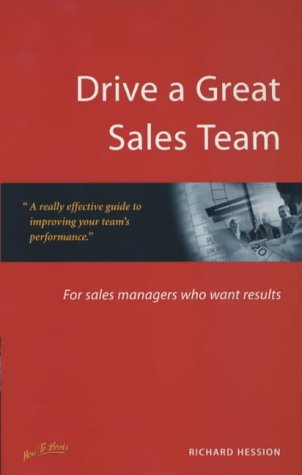 Drive a Great
Sales Team
“A really effective guide to
improving your team's
performance.”
20
For sales managers who want results
How To Books
RICHARD HESSION